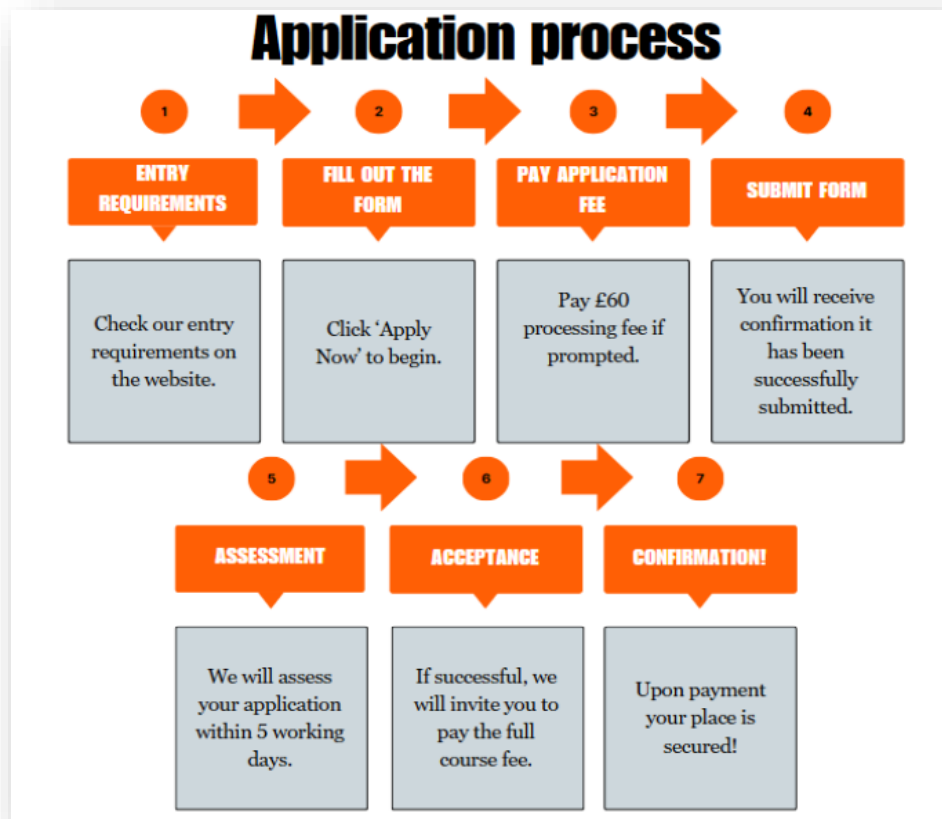 Application process
1
2
3
4
ENTRY
REQUIREMENTS
FILL OUT THE
FORM
PAY APPLICATION
FEE
SUBMIT FORM
Check our entry
requirements on
the website.
Click ‘Apply
Now’ to begin.
Pay £60
processing fee if
prompted.
You will receive
confirmation it
has been
successfully
submitted.
5
6
7
ASSESSMENT
ACCEPTANCE
CONFIRMATION!
We will assess
your application
within 5 working
days.
If successful, we
will invite you to
pay the full
course fee.
Upon payment
your place is
secured!